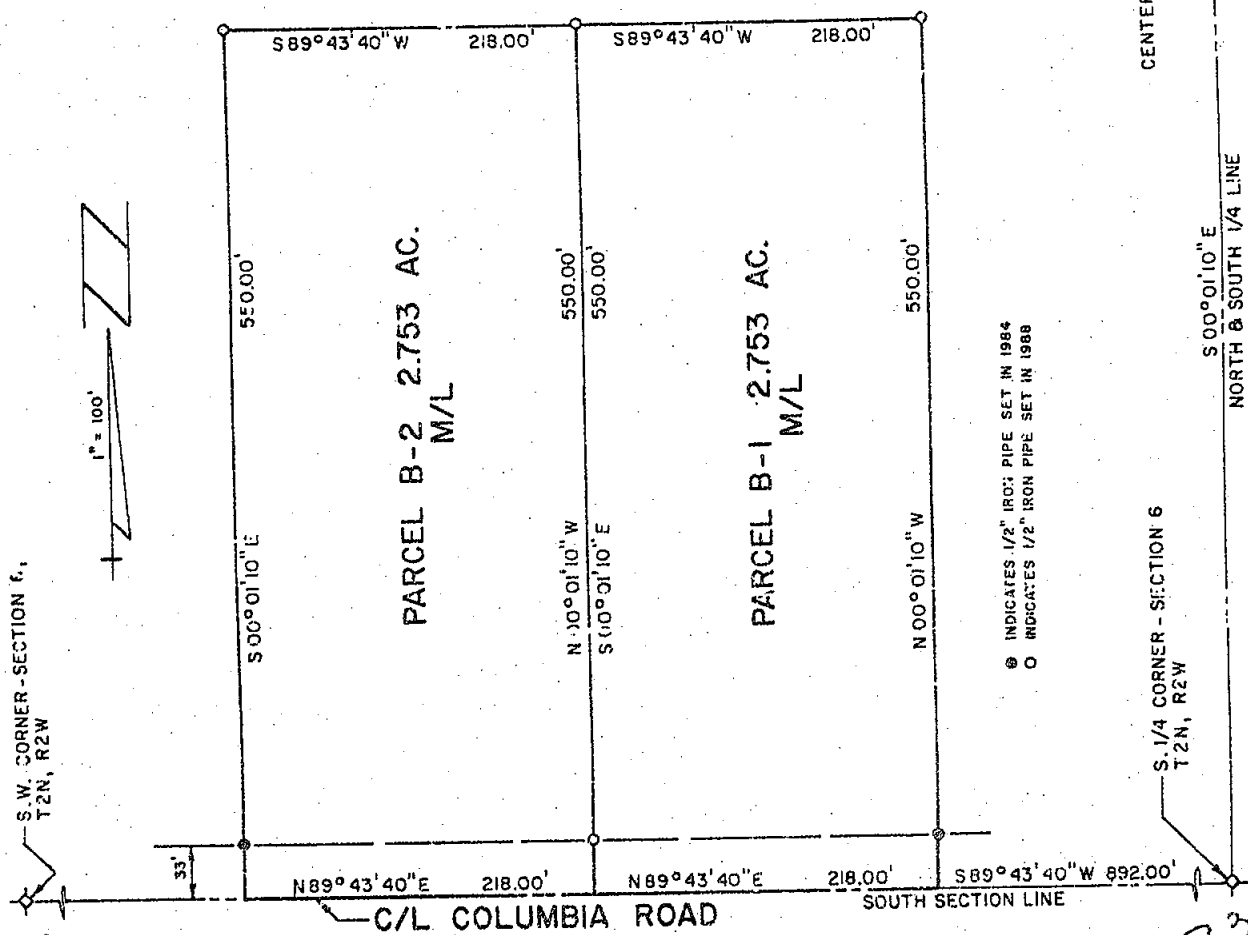 S89°43'40"W 218.00'
S89°43'40"W 218.00'
CENTER
1" = 100'
550.00'
550.00'
550.00'
550.00'
PARCEL B-2 2.753 AC.
M/L
PARCEL B-1 2.753 AC.
M/L
S00°01'10"E
N 00°01'10"W
S 00°01'10"E
N 00°01'10"W
INDICATES 1/2" IRON PIPE SET IN 1984
INDICATES 1/2" IRON PIPE SET IN 1988
S 00°01'10"E
NORTH & SOUTH 1/4 LINE
S.W. CORNER - SECTION 6,
T2N, R2W
S. 1/4 CORNER - SECTION 6
T2N, R2W
33'
N89°43'40"E 218.00'
N89°43'40"E 218.00'
S89°43'40"W 892.00'
SOUTH SECTION LINE
C/L COLUMBIA ROAD